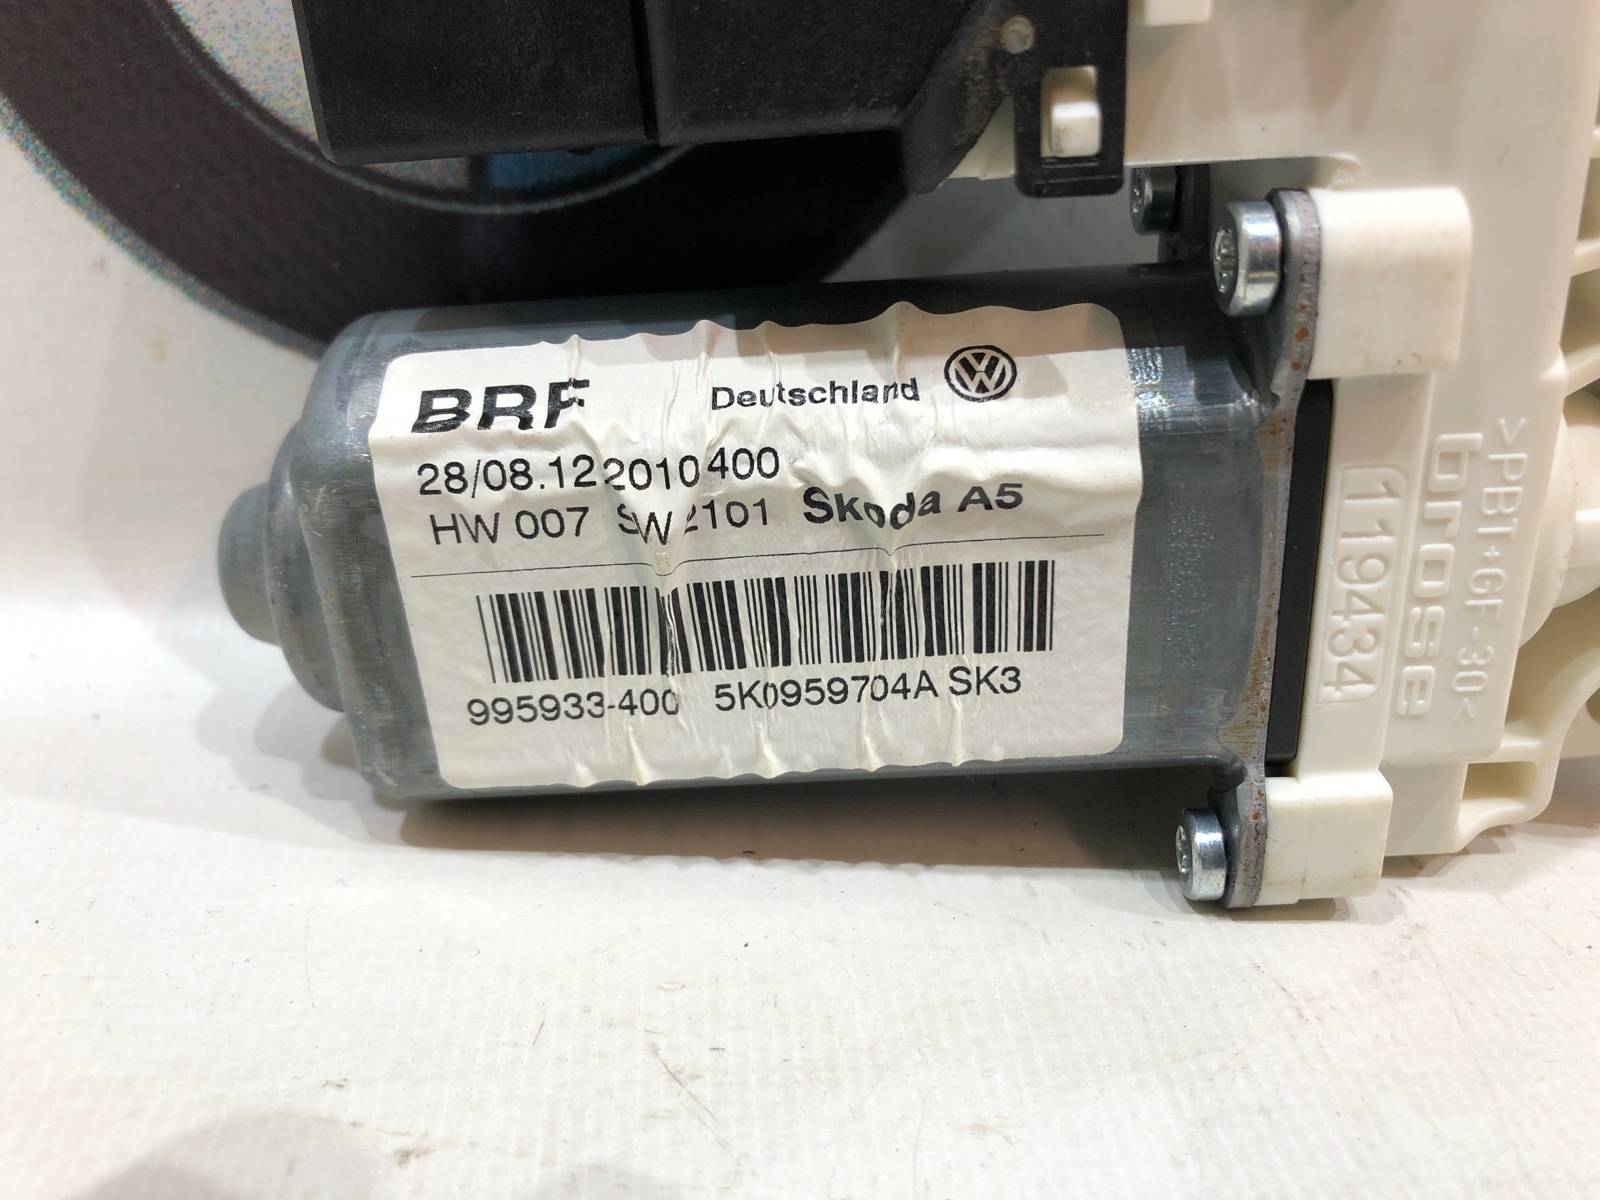 BRF Deutschland VW
28/08.12 2010400
HW 007 SW 2101 Skoda A5
995933-400 5K0959704A SK3
119434
brose
>PBT+GF-30<